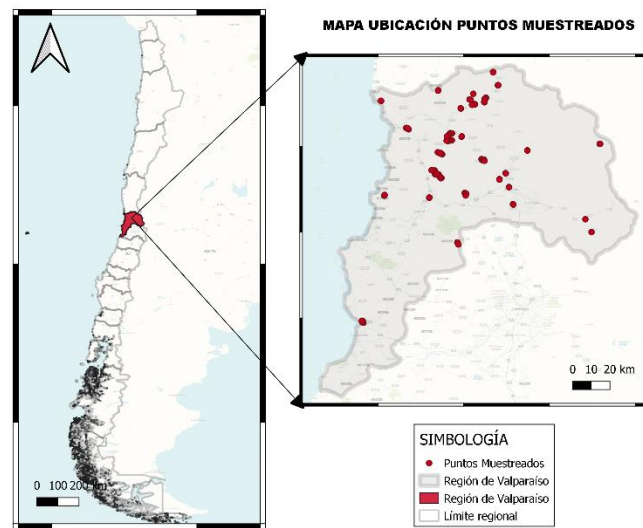 MAPA UBICACIÓN PUNTOS MUESTREADOS
0 100 200 km
0 10 20 km
SIMBOLOGÍA
Puntos Muestreados
Región de Valparaíso
Región de Valparaíso
Límite regional